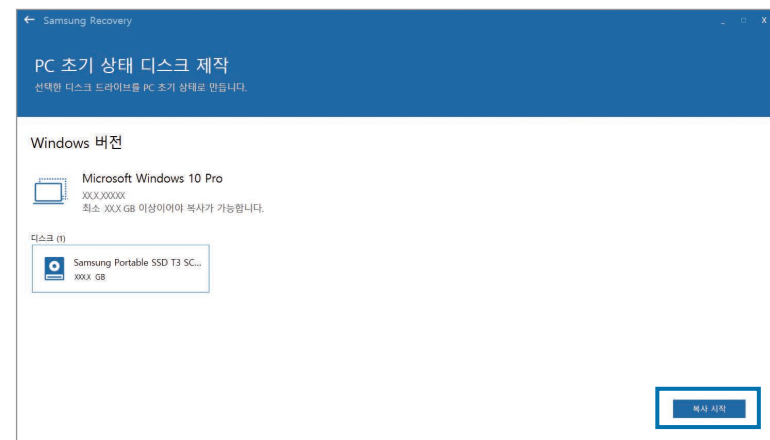 ← Samsung Recovery
PC 초기 상태 디스크 제작
선택한 디스크 드라이브를 PC 초기 상태로 만듭니다.
Windows 버전
Microsoft Windows 10 Pro
XX,X,XXXXX
최소 XX,X GB 이상이어야 복사가 가능합니다.
디스크 (1)
Samsung Portable SSD T3 SC...
XXX,X GB
복사 시작